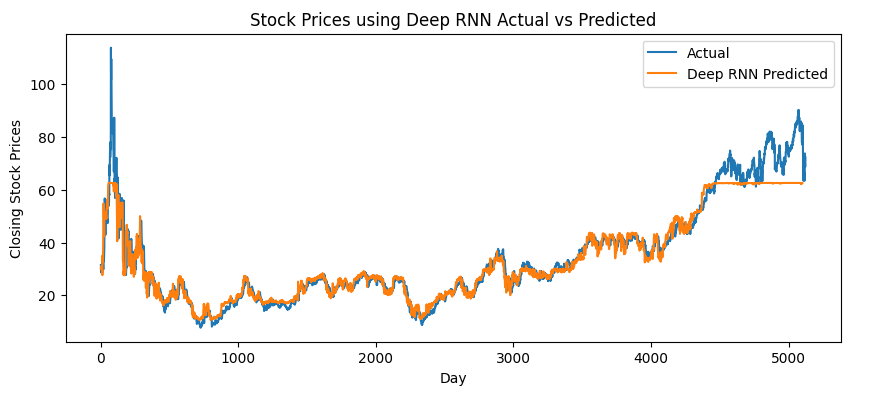 Stock Prices using Deep RNN Actual vs Predicted
Actual
Deep RNN Predicted
Closing Stock Prices
100
80
60
40
20
0
1000
2000
3000
4000
5000
Day